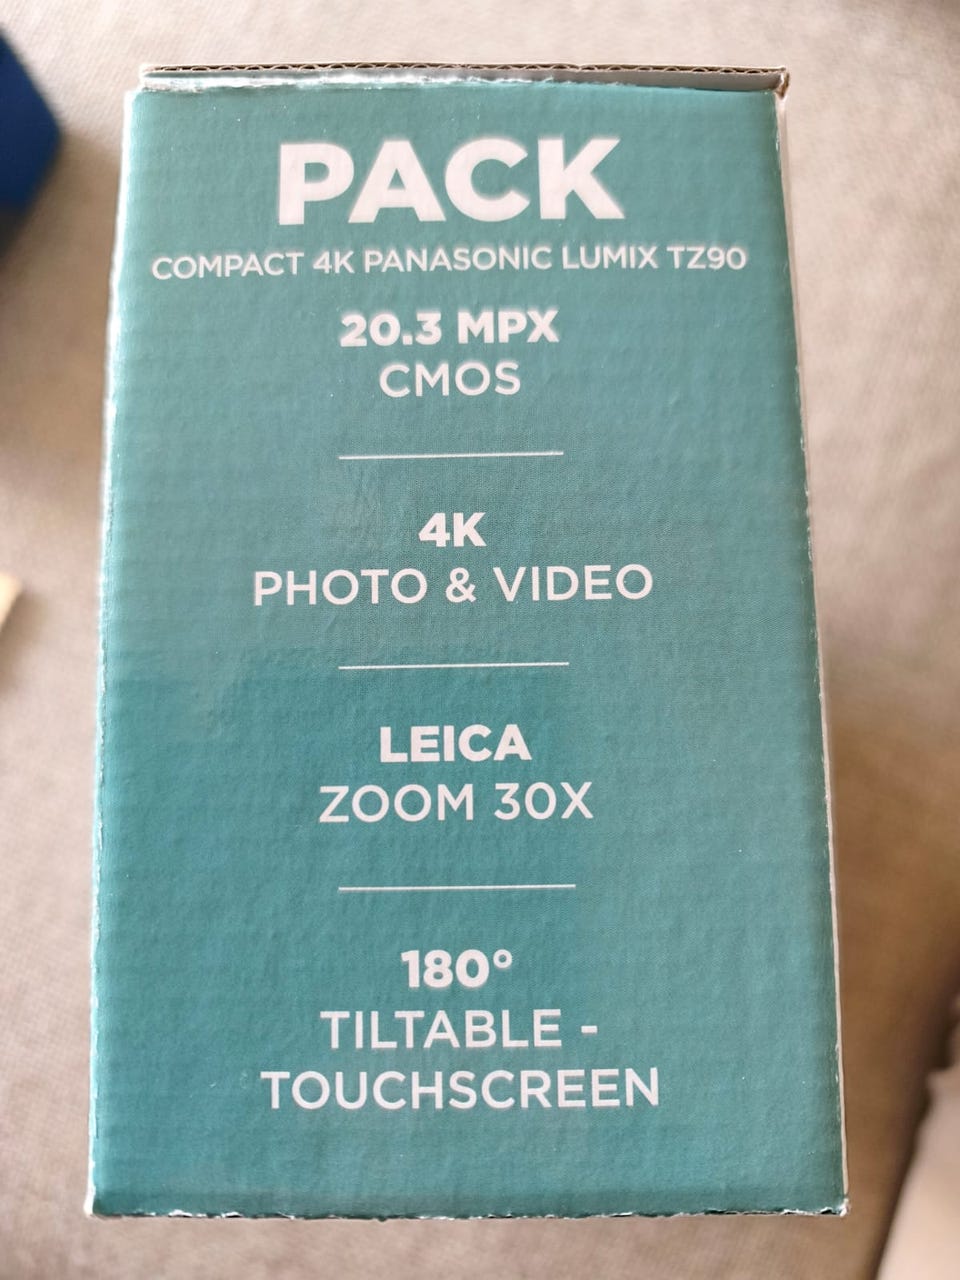 PACK
COMPACT 4K PANASONIC LUMIX TZ90
20.3 MPX
CMOS
4K
PHOTO & VIDEO
LEICA
ZOOM 30X
180°
TILTABLE -
TOUCHSCREEN